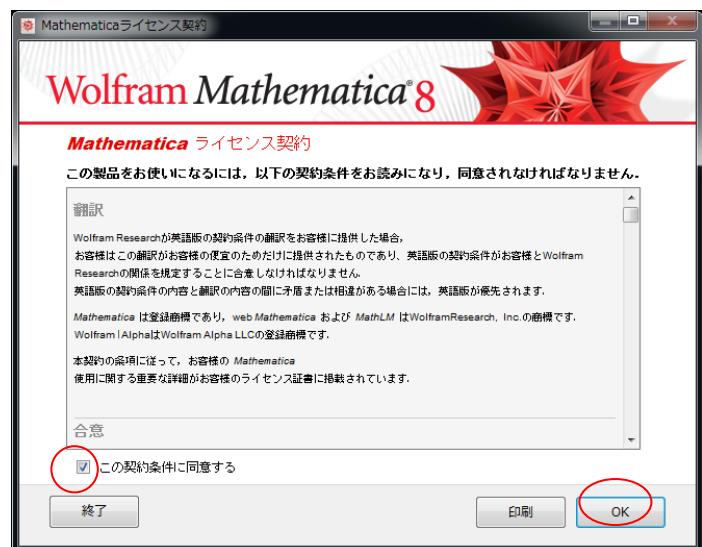 Mathematicaライセンス契約
Wolfram Mathematica®8
Mathematica ライセンス契約
この製品をお使いになるには，以下の契約条件をお読みになり，同意されなければなりません．
翻訳
Wolfram Researchが英語版の契約条件の翻訳をお客様に提供した場合，
お客様はこの翻訳がお客様の便宜のためだけに提供されたものであり、英語版の契約条件がお客様とWolfram
Researchの関係を規定することに合意しなければなりません．
英語版の契約条件の内容と翻訳の内容の間に矛盾または相違がある場合には，英語版が優先されます．
Mathematica は登録商標であり，web Mathematica および MathLM はWolframResearch, Inc.の商標です．
Wolfram|AlphaはWolfram Alpha LLCの登録商標です．
本契約の条項に従って，お客様の Mathematica
使用に関する重要な詳細がお客様のライセンス証書に掲載されています．
合意
この契約条件に同意する
終了 印刷 OK